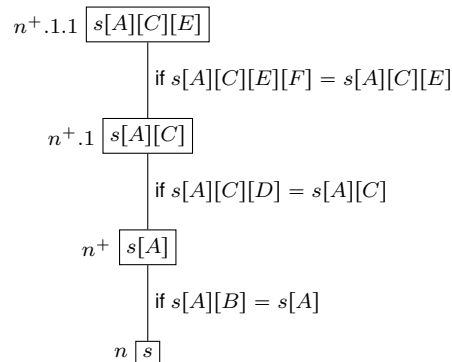 n⁺.1.1 s[A][C][E]
if s[A][C][E][F] = s[A][C][E]
n⁺.1 s[A][C]
if s[A][C][D] = s[A][C]
n⁺ s[A]
if s[A][B] = s[A]
n s